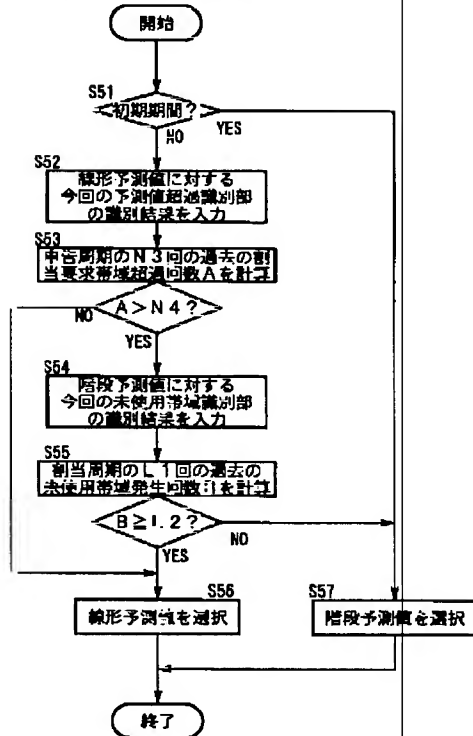 開始
S51
初期期間?
NO
YES
S52
線形予測値に対する
今回の予測値超過識別部
の識別結果を入力
S53
申告周期のN3回の過去の割
当要求帯域超過回数Aを計算
A>N4?
NO
YES
S54
階段予測値に対する
今回の未使用帯域識別部
の識別結果を入力
S55
割当周期のL1回の過去の
未使用帯域発生回数 を計算
B≧ 2?
NO
YES
S56
線形予測値を選択
S57
階段予測値を選択
終了